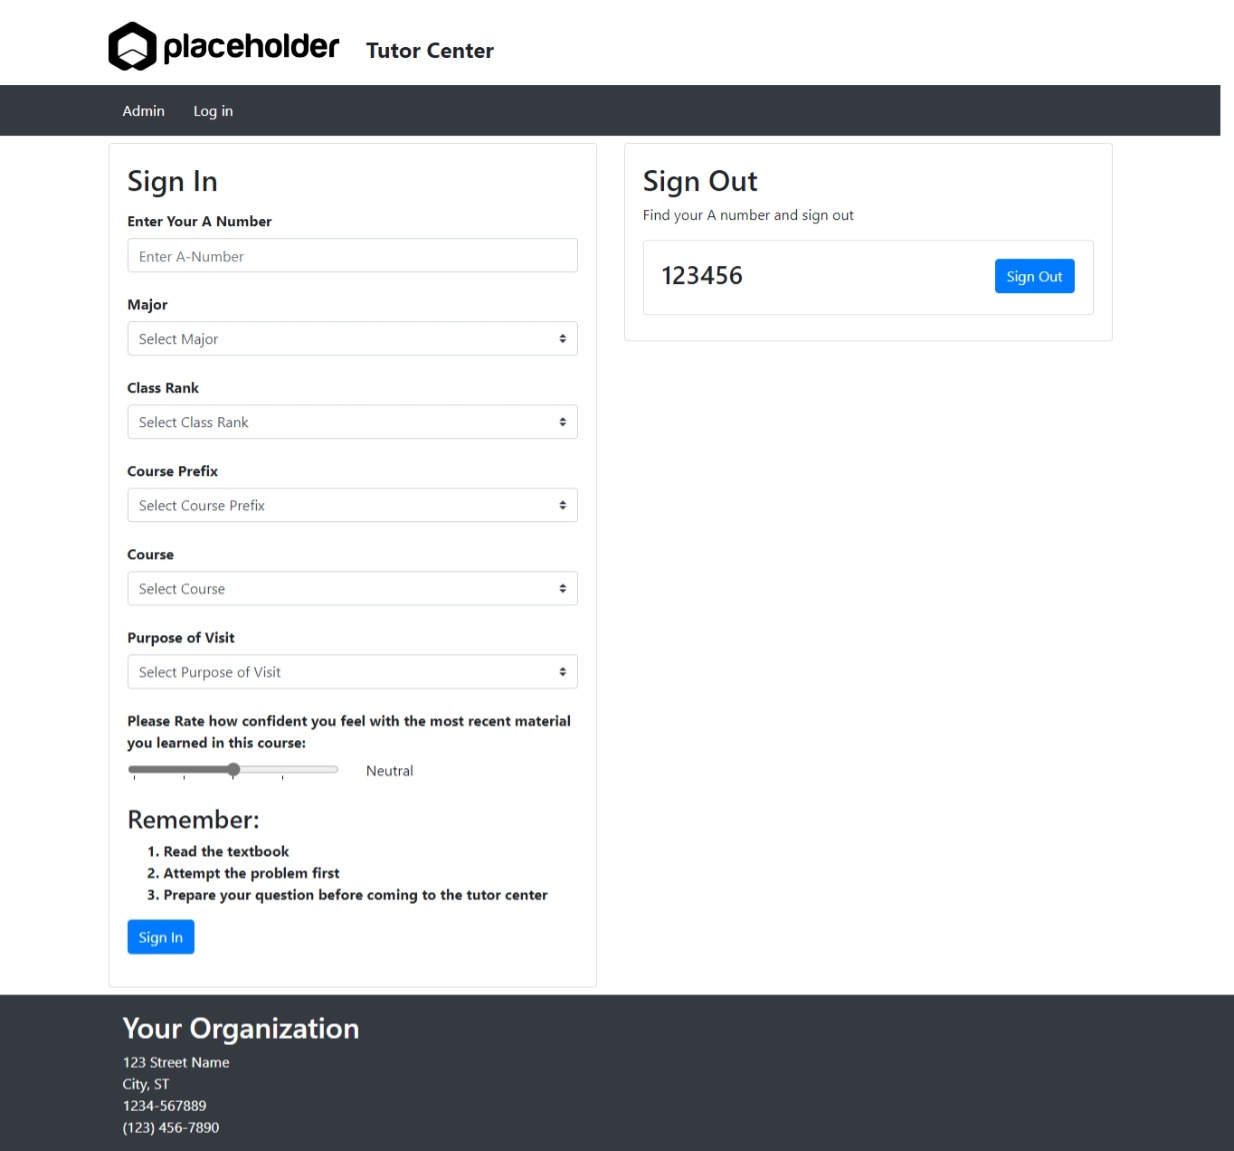 placeholder Tutor Center
Admin Log in
Sign In
Enter Your A Number
Enter A-Number
Major
Select Major
Class Rank
Select Class Rank
Course Prefix
Select Course Prefix
Course
Select Course
Purpose of Visit
Select Purpose of Visit
Please Rate how confident you feel with the most recent material
you learned in this course:
Neutral
Remember:
1. Read the textbook
2. Attempt the problem first
3. Prepare your question before coming to the tutor center
Sign In
Sign Out
Find your A number and sign out
123456 Sign Out
Your Organization
123 Street Name
City, ST
1234-567889
(123) 456-7890